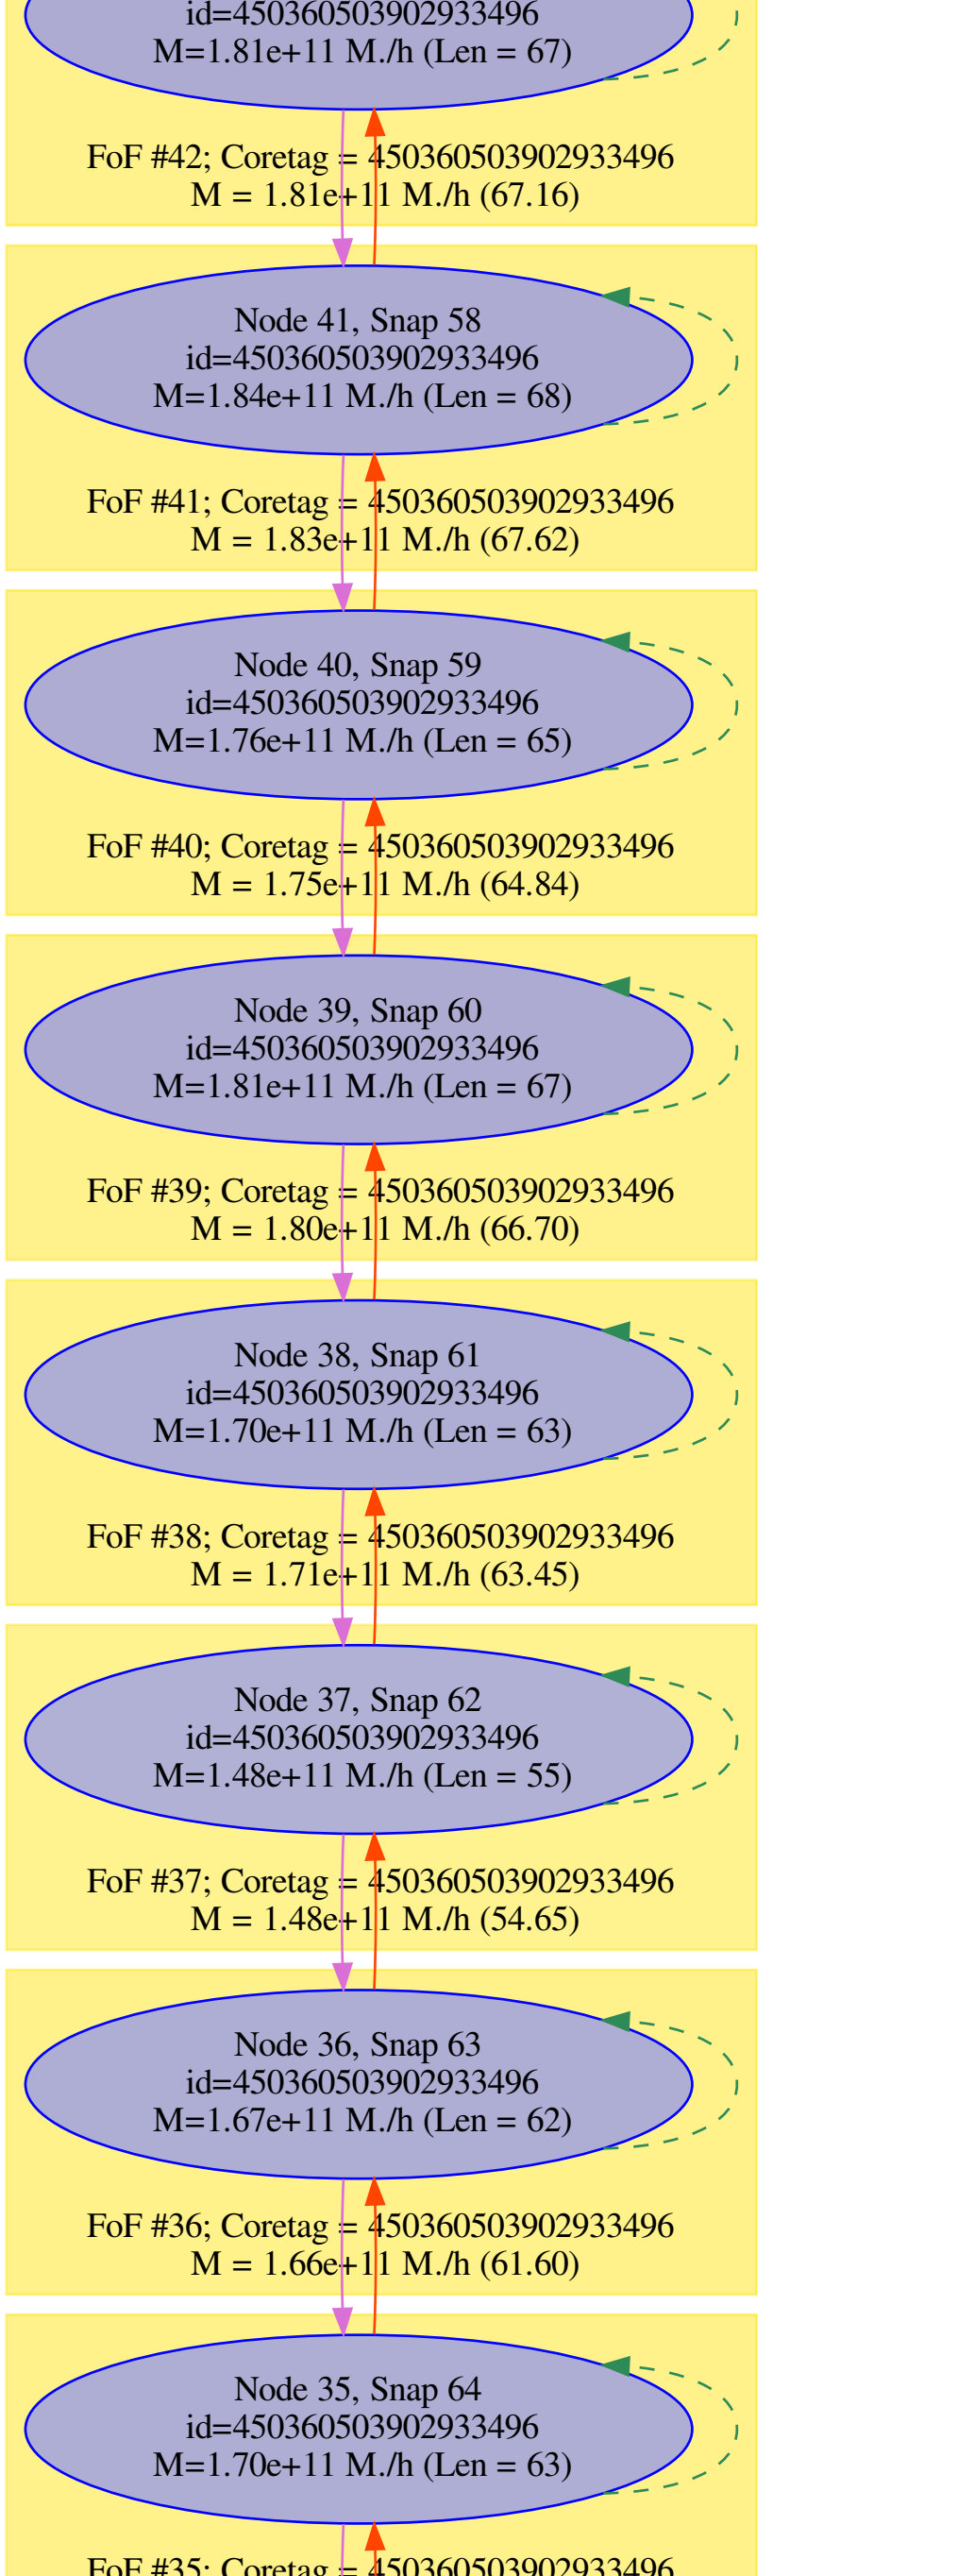 id=450360503902933496
M=1.81e+11 M./h (Len = 67)
FoF #42; Coretag = 450360503902933496
M = 1.81e+11 M./h (67.16)
Node 41, Snap 58
id=450360503902933496
M=1.84e+11 M./h (Len = 68)
FoF #41; Coretag = 450360503902933496
M = 1.83e+11 M./h (67.62)
Node 40, Snap 59
id=450360503902933496
M=1.76e+11 M./h (Len = 65)
FoF #40; Coretag = 450360503902933496
M = 1.75e+11 M./h (64.84)
Node 39, Snap 60
id=450360503902933496
M=1.81e+11 M./h (Len = 67)
FoF #39; Coretag = 450360503902933496
M = 1.80e+11 M./h (66.70)
Node 38, Snap 61
id=450360503902933496
M=1.70e+11 M./h (Len = 63)
FoF #38; Coretag = 450360503902933496
M = 1.71e+11 M./h (63.45)
Node 37, Snap 62
id=450360503902933496
M=1.48e+11 M./h (Len = 55)
FoF #37; Coretag = 450360503902933496
M = 1.48e+11 M./h (54.65)
Node 36, Snap 63
id=450360503902933496
M=1.67e+11 M./h (Len = 62)
FoF #36; Coretag = 450360503902933496
M = 1.66e+11 M./h (61.60)
Node 35, Snap 64
id=450360503902933496
M=1.70e+11 M./h (Len = 63)
FoF #35; Coretag = 450360503902933496